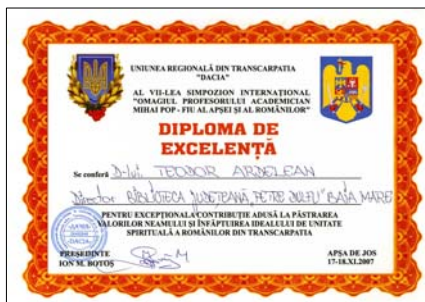 UNIUNEA REGIONALĂ DIN TRANSCARPATIA
"DACIA"
AL VII-LEA SIMPOZION INTERNAȚIONAL
"OMAGIUL PROFESORULUI ACADEMICIAN
MIHAI POP - FIU AL APȘEI ȘI AL ROMÂNILOR"
DIPLOMA DE
EXCELENȚĂ
Se conferă D-lui TEODOR ARDELEAN
Director BIBLIOTECA JUDEȚEANĂ „PETRE DULFU" BAIA MARE
PENTRU EXCEPȚIONALA CONTRIBUȚIE ADUSĂ LA PĂSTRAREA
VALORILOR NEAMULUI ȘI ÎNFĂPTUIREA IDEALULUI DE UNITATE
SPIRITUALĂ A ROMÂNILOR DIN TRANSCARPATIA
PREȘEDINTE
ION M. BOTOȘ
APȘA DE JOS
17-18.XI.2007